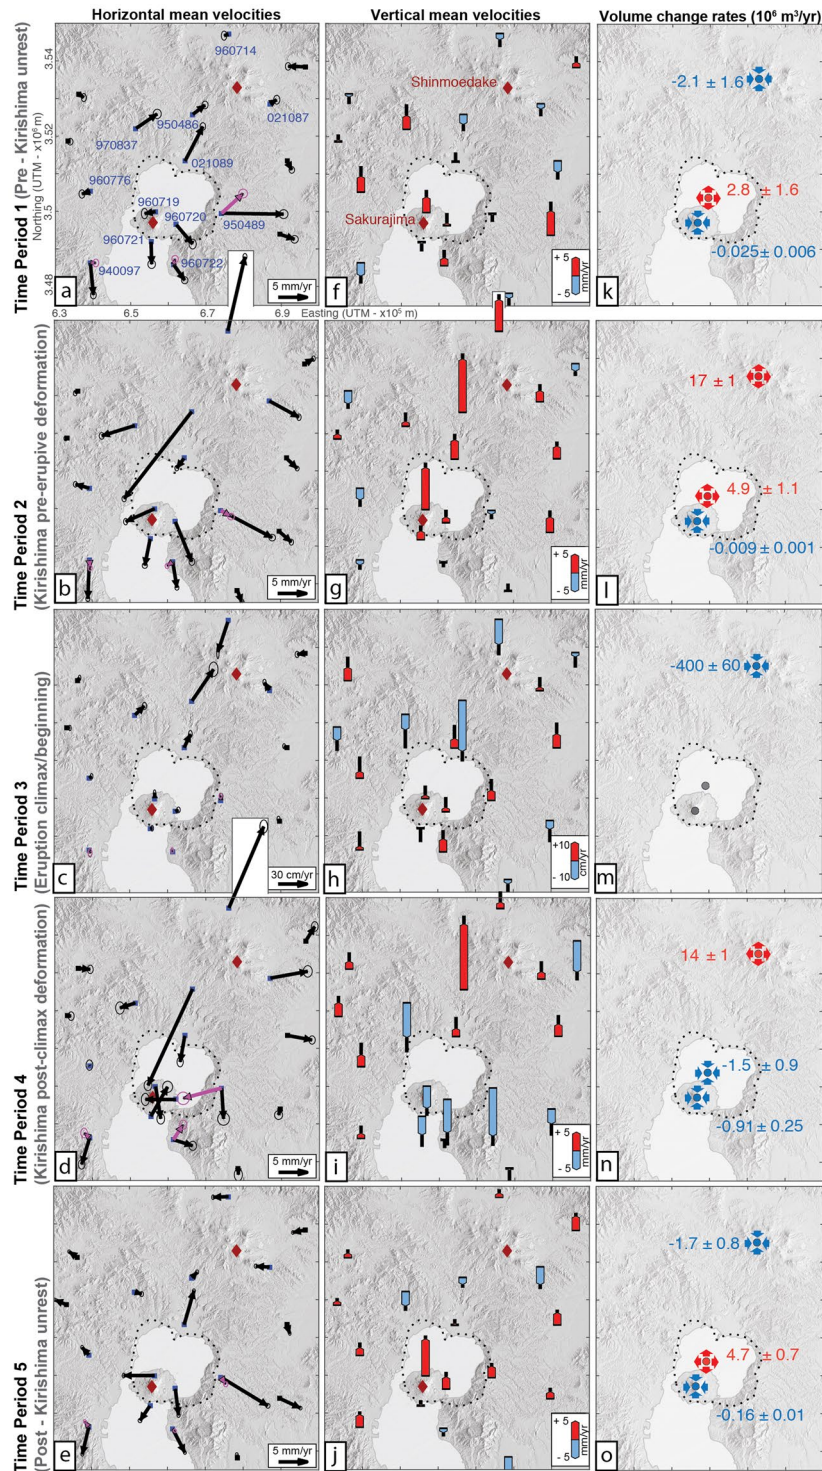 Horizontal mean velocities
Vertical mean velocities
Volume change rates (10⁶ m³/yr)
Time Period 1 (Pre - Kirishima unrest)
Northing (UTM - x10⁶ m)
3.54
3.52
3.5
3.48
960714
021087
950486
970837
021089
960776
960719
960720
950489
960721
960722
940097
a
5 mm/yr
6.3
6.5
6.7
6.9
Easting (UTM - x10⁵ m)
Shinmoedake
Sakurajima
f
+ 5
- 5
mm/yr
-2.1 ± 1.6
2.8 ± 1.6
-0.025± 0.006
k
Time Period 2
(Kirishima pre-erupive deformation)
b
5 mm/yr
g
+ 5
- 5
mm/yr
17 ± 1
4.9 ± 1.1
-0.009± 0.001
l
Time Period 3
(Eruption climax/beginning)
c
30 cm/yr
h
+10
- 10
cm/yr
-400 ± 60
m
Time Period 4
(Kirishima post-climax deformation)
d
5 mm/yr
i
+ 5
- 5
mm/yr
14 ± 1
-1.5 ± 0.9
-0.91± 0.25
n
Time Period 5
(Post - Kirishima unrest)
e
5 mm/yr
j
+ 5
- 5
mm/yr
-1.7 ± 0.8
4.7 ± 0.7
-0.16± 0.01
o